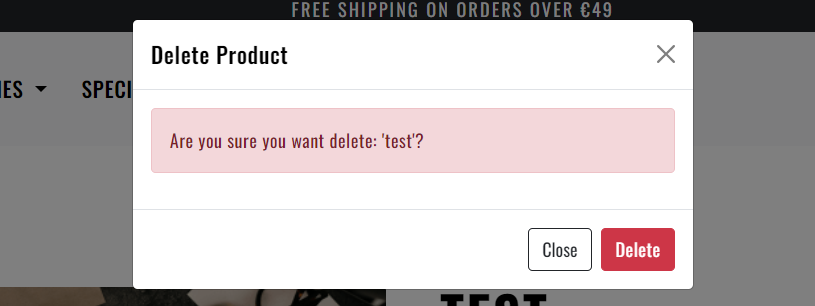 FREE SHIPPING ON ORDERS OVER €49
Delete Product
IES
SPECI
Are you sure you want delete: 'test'?
Close
Delete
TEST